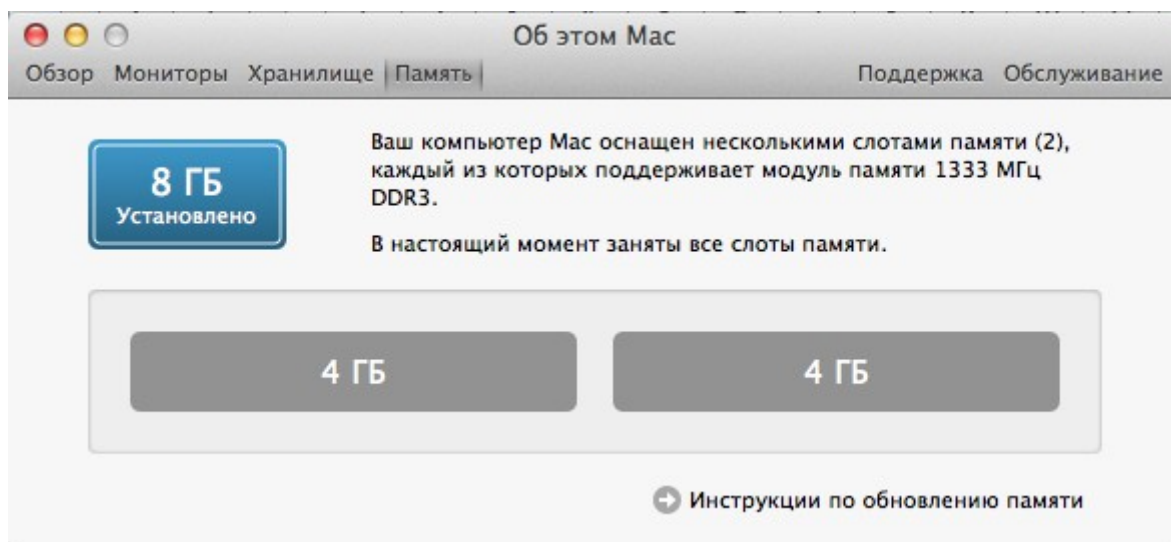 Об этом Mac
Обзор Мониторы Хранилище Память Поддержка Обслуживание
8 ГБ
Установлено
Ваш компьютер Mac оснащен несколькими слотами памяти (2),
каждый из которых поддерживает модуль памяти 1333 МГц
DDR3.
В настоящий момент заняты все слоты памяти.
4 ГБ 4 ГБ
Инструкции по обновлению памяти